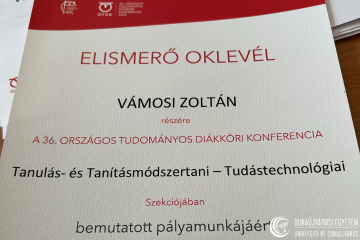 OTDK
ELISMERŐ OKLEVÉL
VÁMOSI ZOLTÁN
részére
A 36. ORSZÁGOS TUDOMÁNYOS DIÁKKÖRI KONFERENCIA
Tanulás- és Tanításmódszertani – Tudástechnológiai
Szekciójában
bemutatott pályamunkájáér
DUNAÚJVÁROSI EGYETEM
UNIVERSITY OF DUNAÚJVÁROS